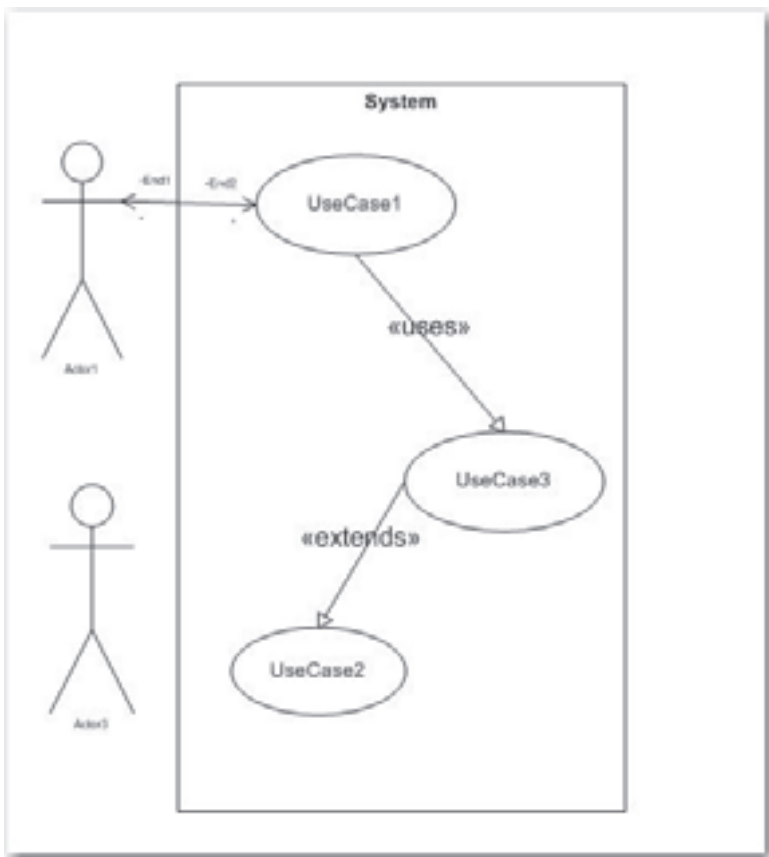 System
-End1
-End2
UseCase1
Actor1
«uses»
UseCase3
«extends»
UseCase2
Actor3